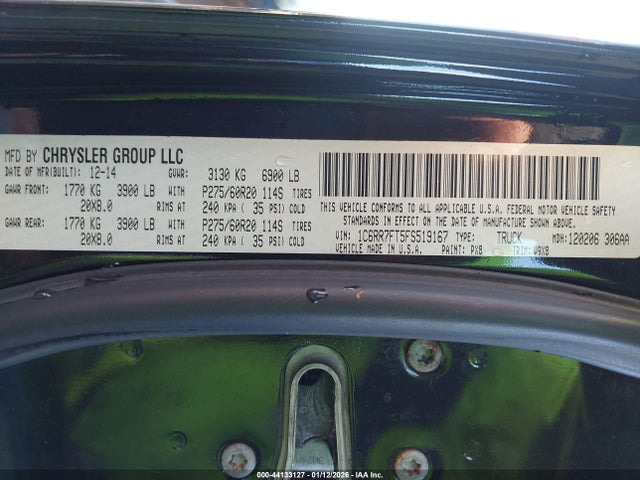 MFD BY CHRYSLER GROUP LLC
DATE OF MFR(BUILT): 12-14 GVWR: 3130 KG 6900 LB
GAWR FRONT: 1770 KG 3900 LB WITH P275/60R20 114S TIRES
20X8.0 RIMS AT 240 KPA ( 35 PSI) COLD
GAWR REAR: 1770 KG 3900 LB WITH P275/60R20 114S TIRES
20X8.0 RIMS AT 240 KPA ( 35 PSI) COLD
THIS VEHICLE CONFORMS TO ALL APPLICABLE U.S.A. FEDERAL MOTOR VEHICLE SAFETY
STANDARDS IN EFFECT ON THE DATE OF MANUFACTURE SHOWN ABOVE.
VIN: 1C6RR7FT5FS519167 TYPE: TRUCK MDH: 120206 306AA
VEHICLE MADE IN U.S.A. PAINT: PXB TRIM: V9X8
000-44133127 - 01/12/2026 - IAA Inc.